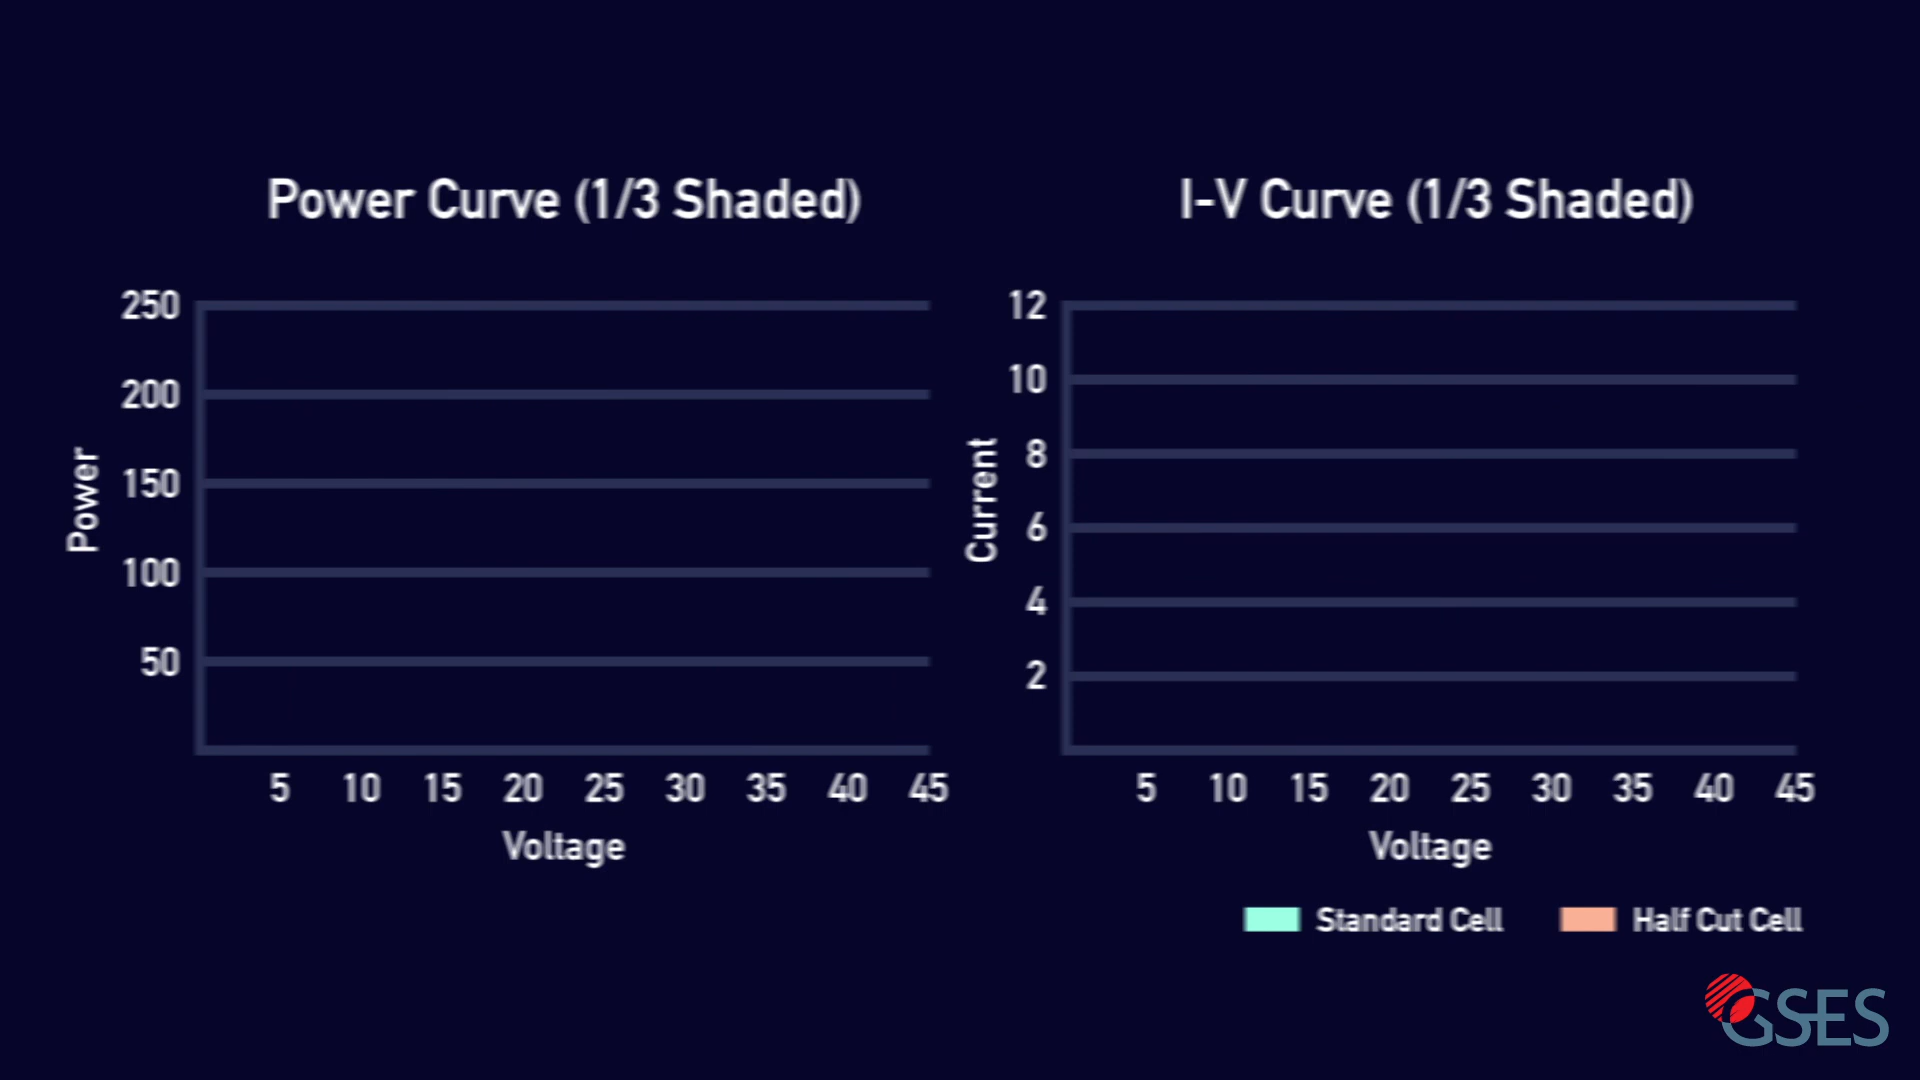 Power Curve (1/3 Shaded)
250
200
150
100
50
Power
5 10 15 20 25 30 35 40 45
Voltage
I-V Curve (1/3 Shaded)
12
10
8
6
4
2
Current
5 10 15 20 25 30 35 40 45
Voltage
Standard Cell Half Cut Cell
GSES